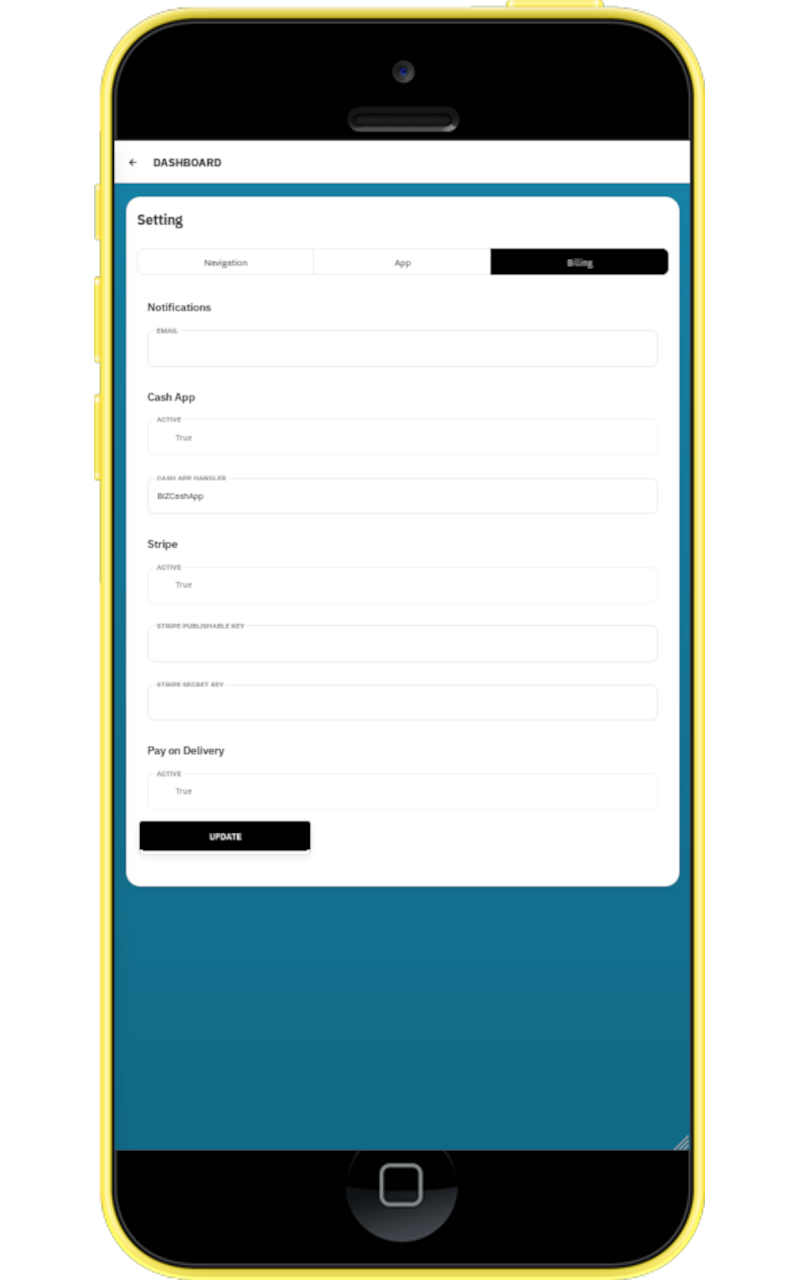 DASHBOARD
Setting
Navigation App Billing
Notifications
EMAIL
Cash App
ACTIVE
True
CASH APP HANDLER
BiZCashApp
Stripe
ACTIVE
True
STRIPE PUBLISHABLE KEY
STRIPE SECRET KEY
Pay on Delivery
ACTIVE
True
UPDATE